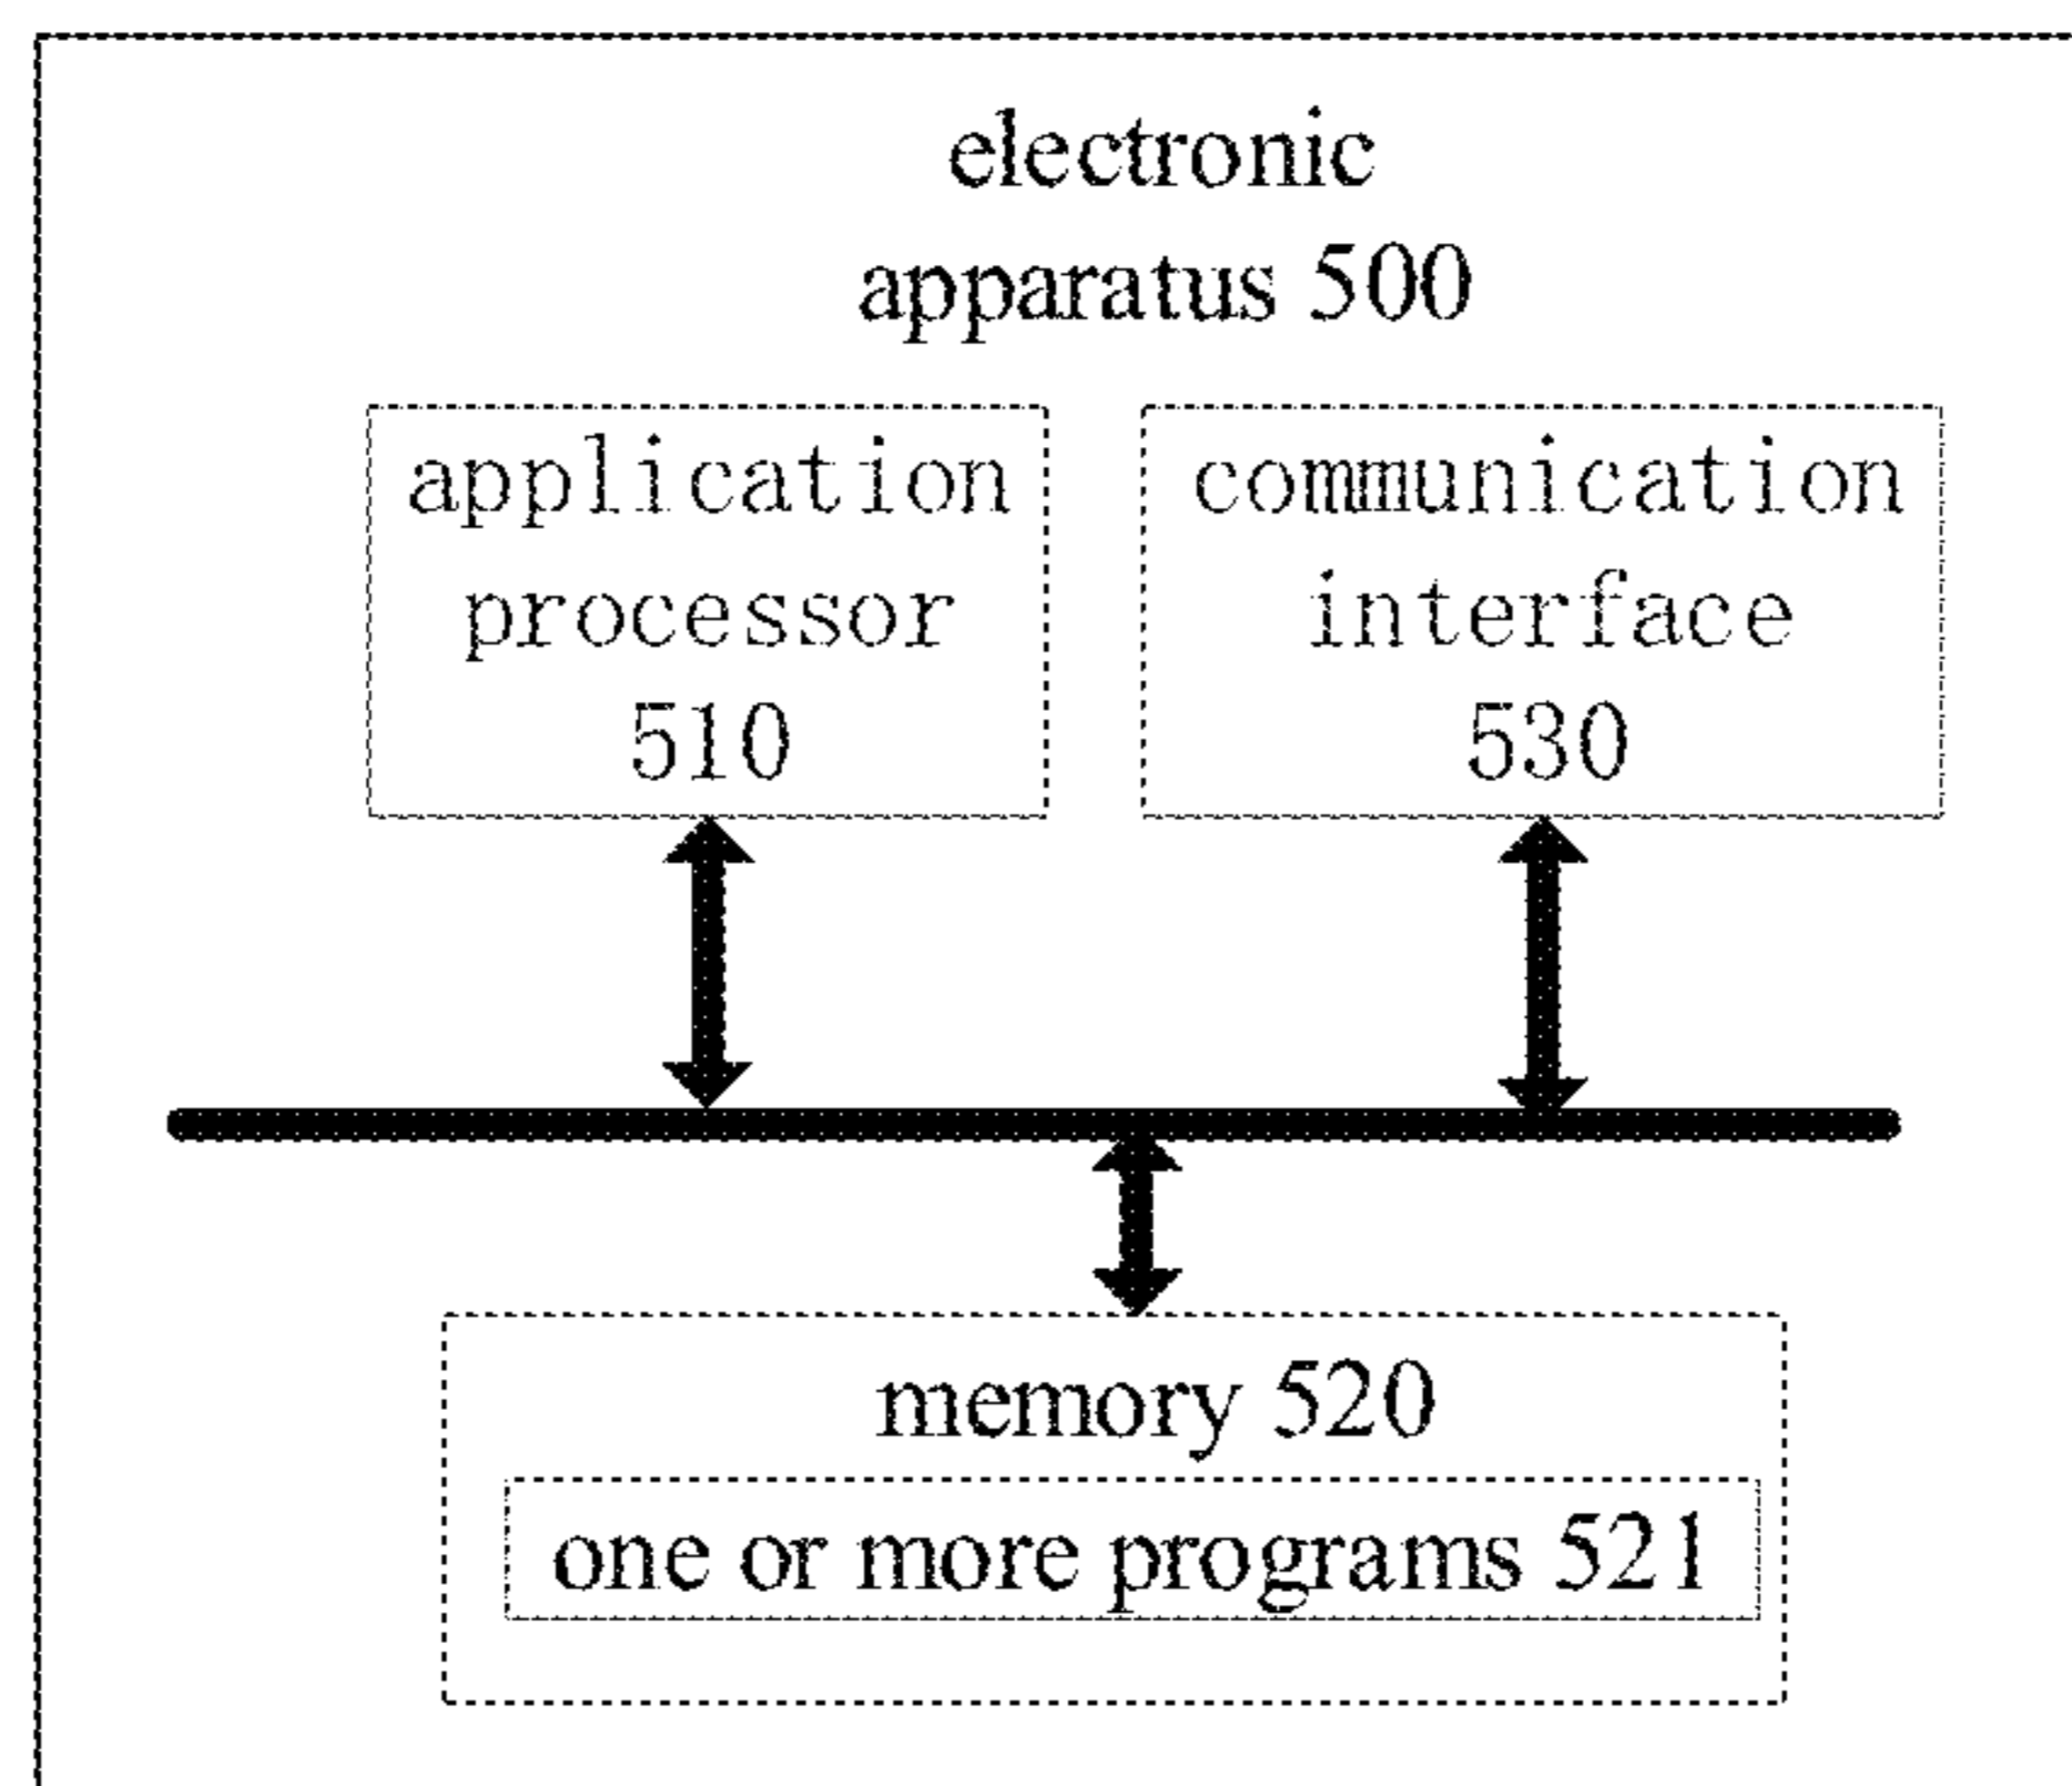 electronic
apparatus 500
application
processor
510
communication
interface
530
memory 520
one or more programs 521